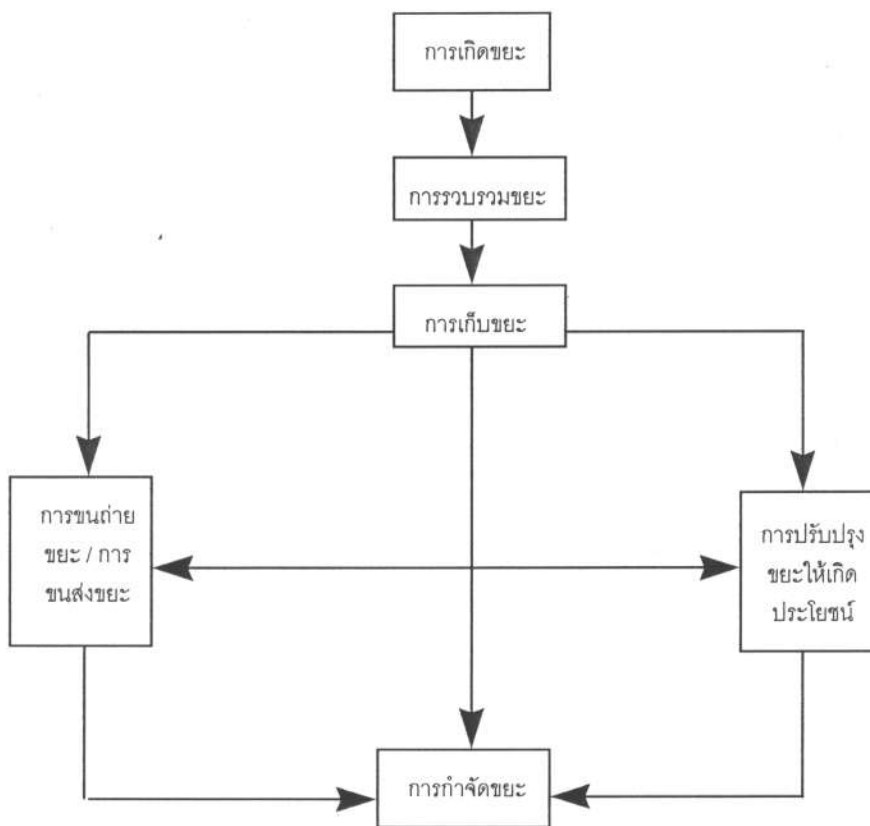 การเกิดขยะ
การรวบรวมขยะ
การเก็บขยะ
การขนถ่าย
ขยะ / การ
ขนส่งขยะ
การปรับปรุง
ขยะให้เกิด
ประโยชน์
การกำจัดขยะ